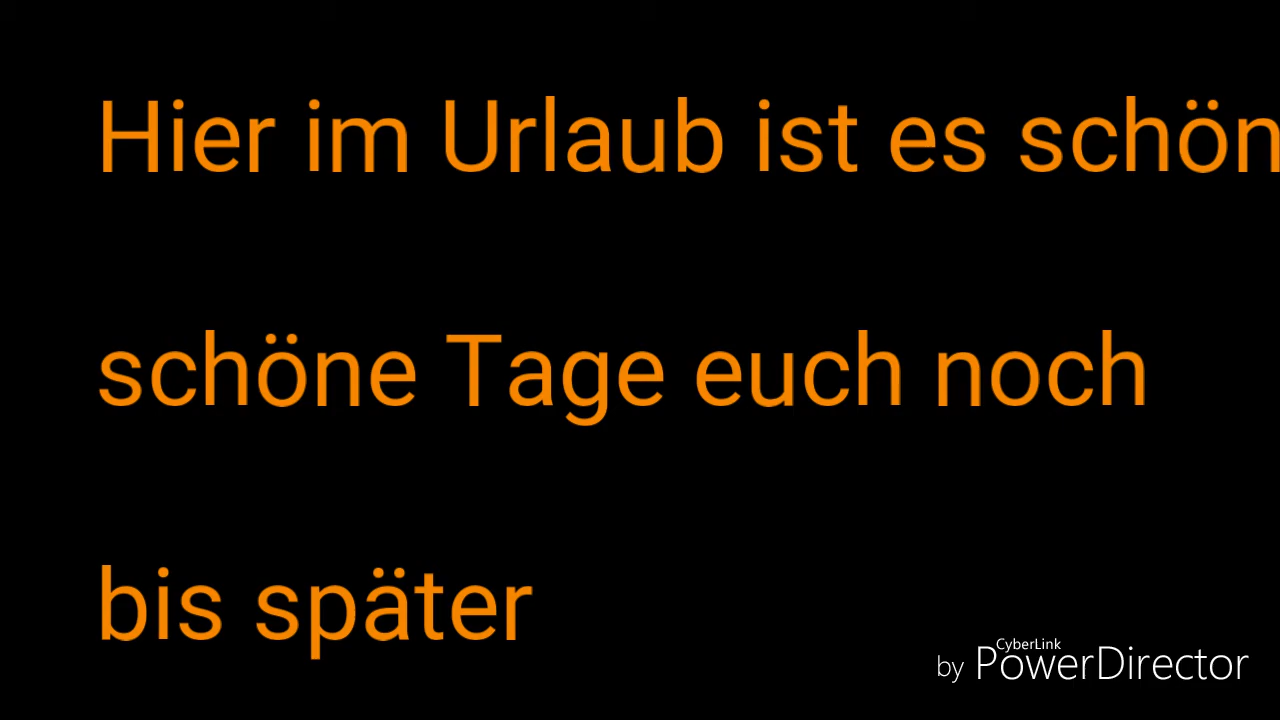 Hier im Urlaub ist es schön
schöne Tage euch noch
bis später
by CyberLink PowerDirector